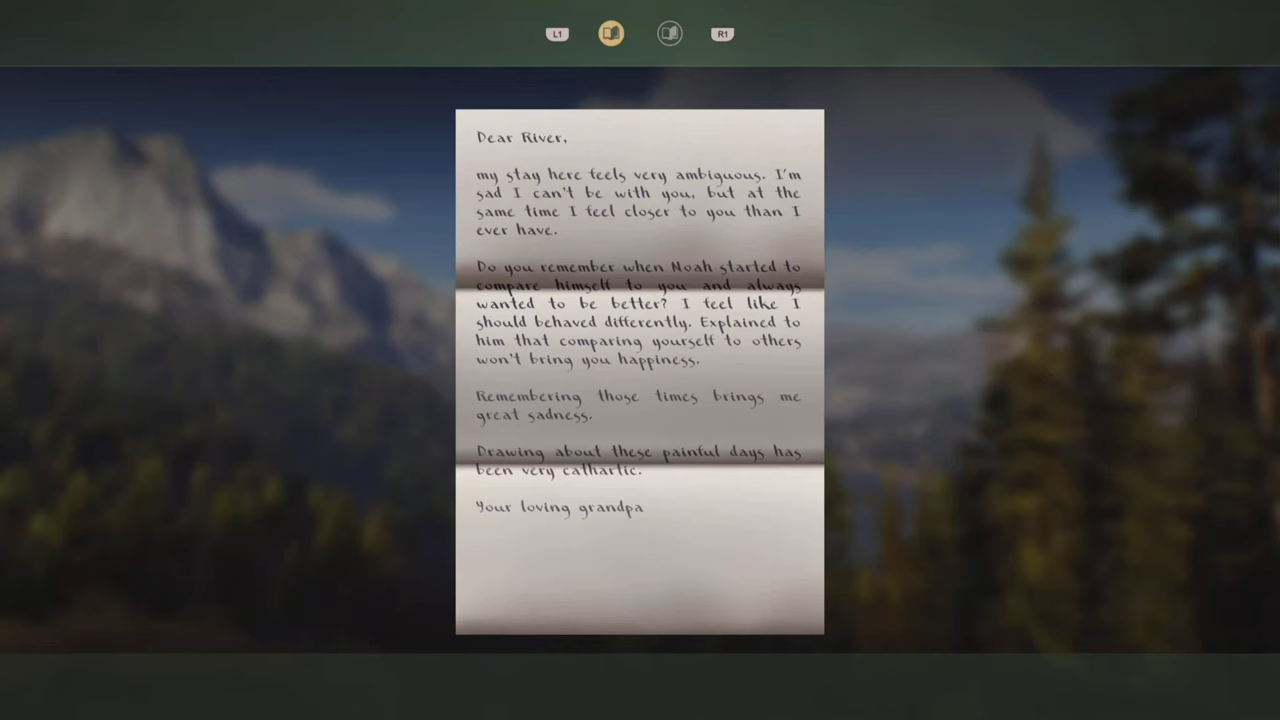 L1 R1
Dear River,
my stay here feels very ambiguous. I'm
sad I can't be with you, but at the
same time I feel closer to you than I
ever have.
Do you remember when Noah started to
compare himself to you and always
wanted to be better? I feel like I
should behaved differently. Explained to
him that comparing yourself to others
won't bring you happiness.
Remembering those times brings me
great sadness.
Drawing about these painful days has
been very cathartic.
Your loving grandpa